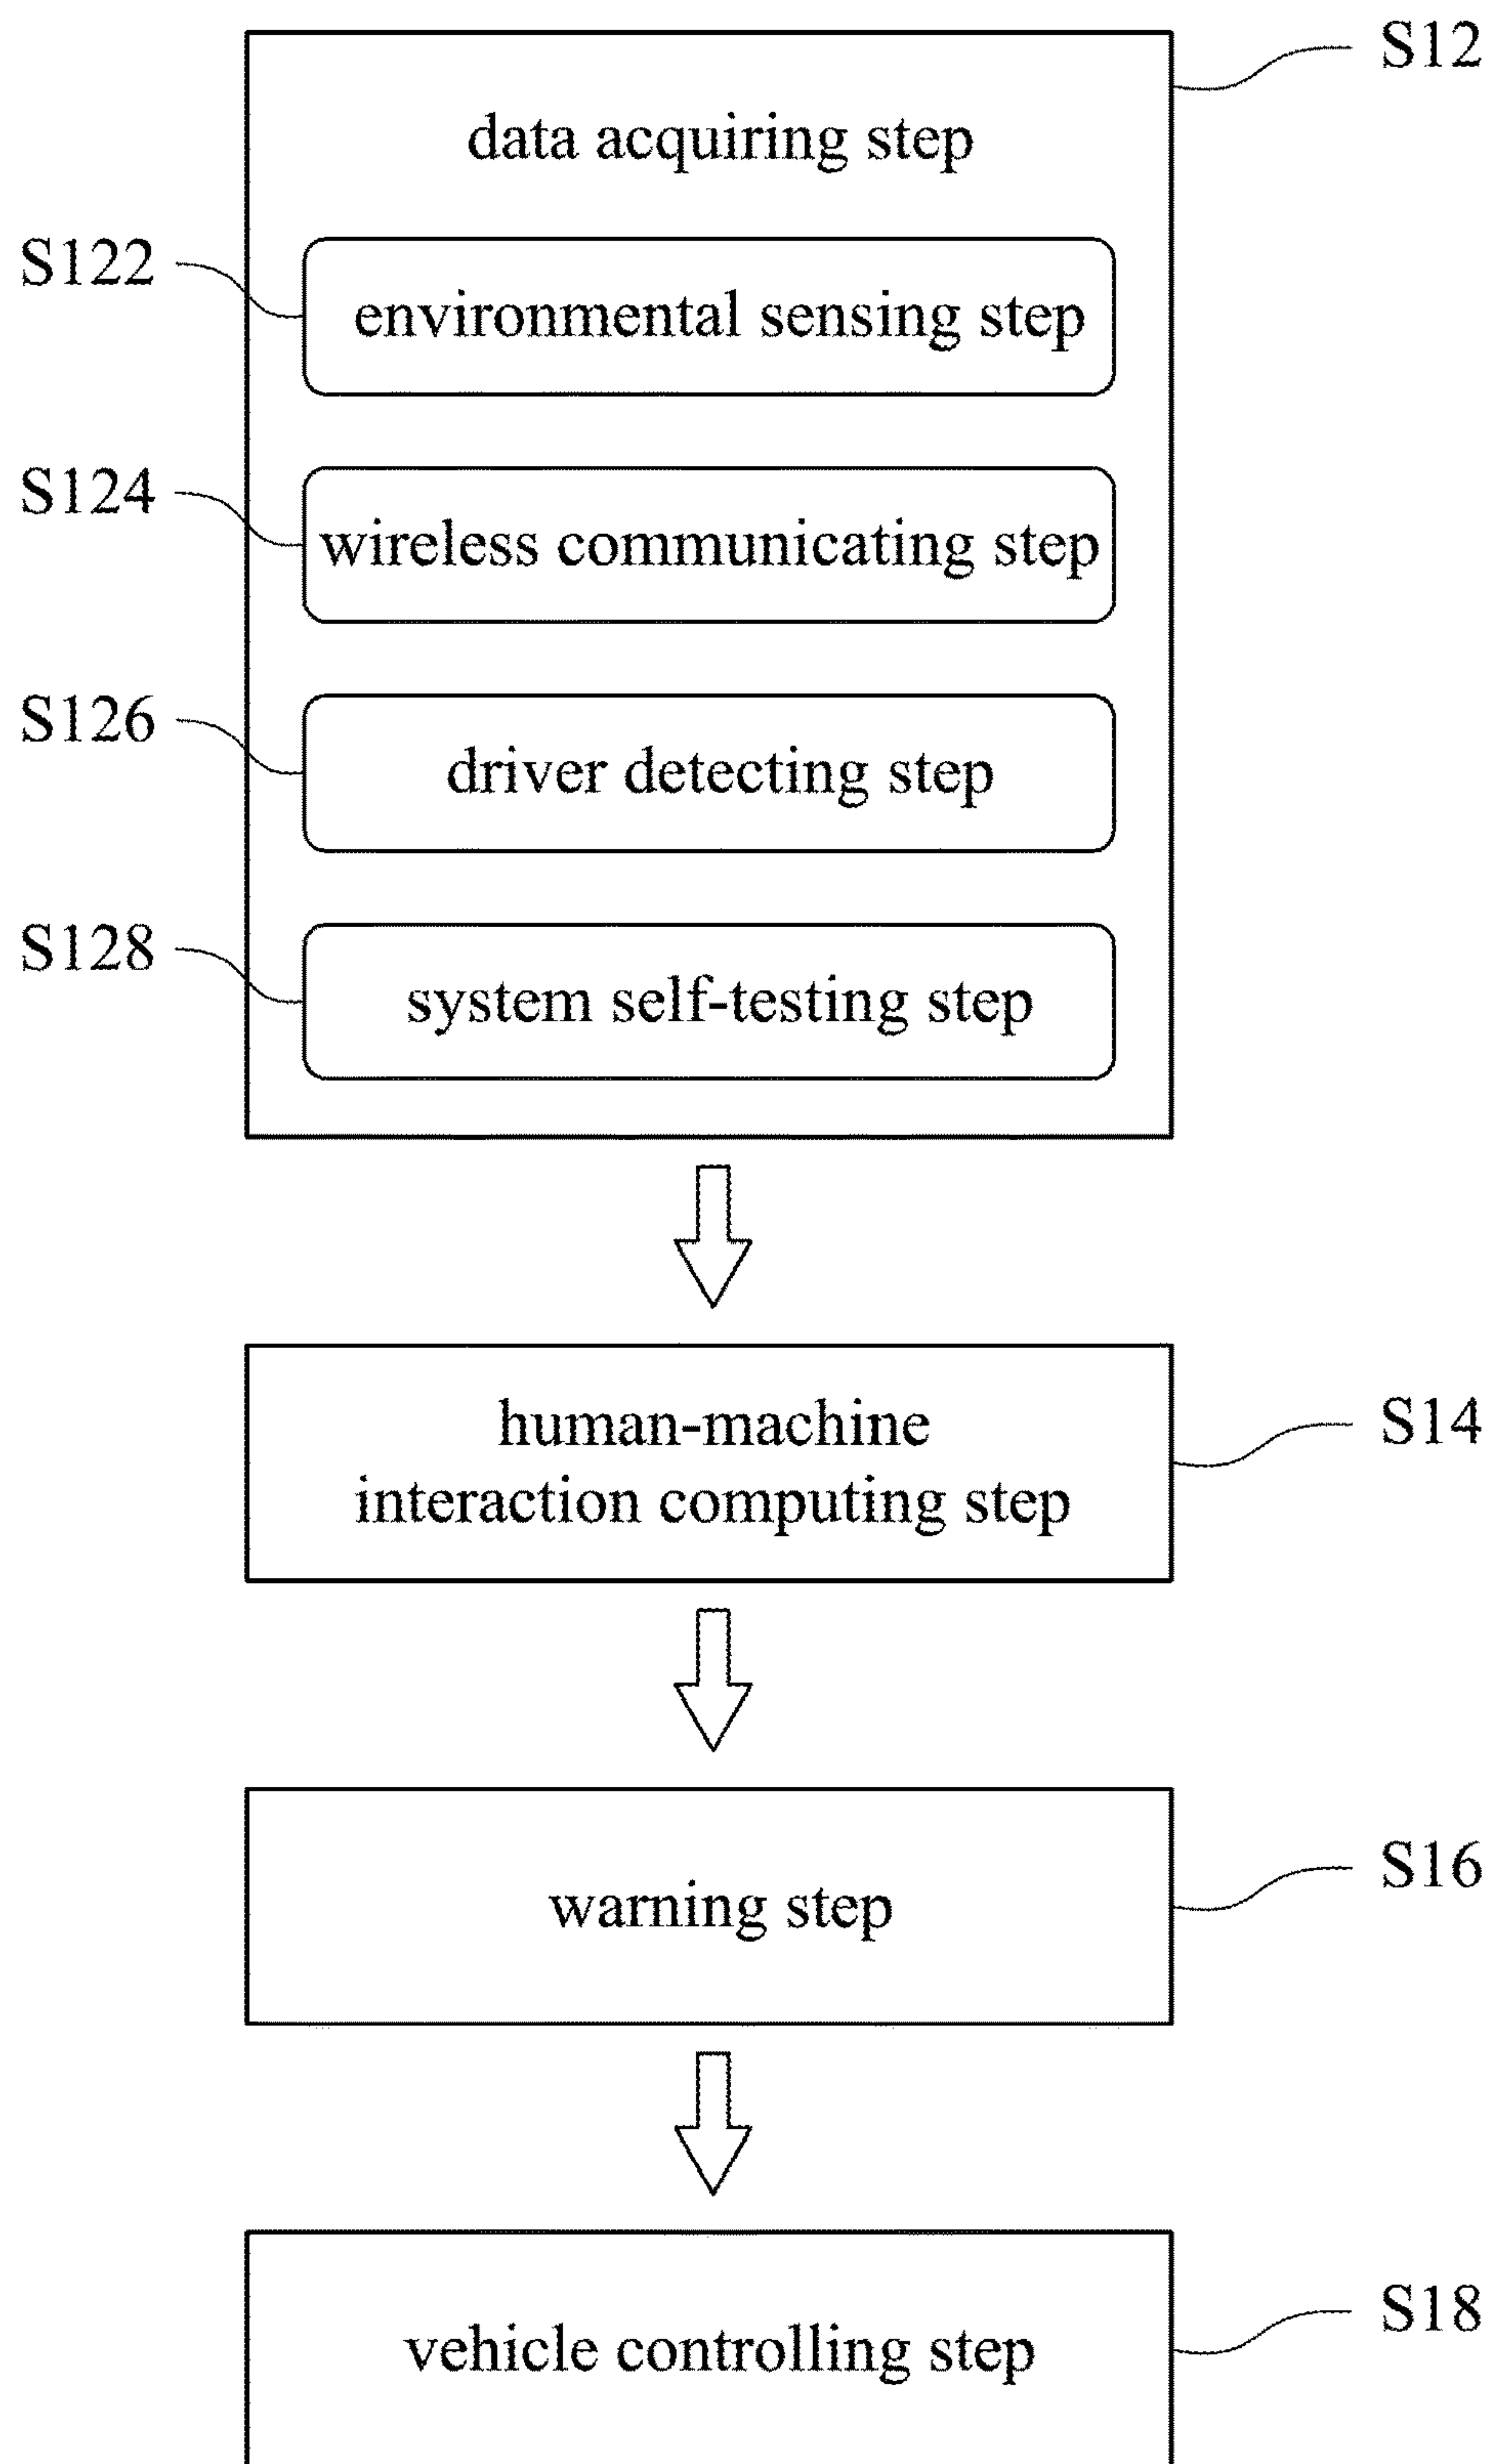 S12
data acquiring step
S122
environmental sensing step
S124
wireless communicating step
S126
driver detecting step
S128
system self-testing step
human-machine
interaction computing step
S14
warning step
S16
vehicle controlling step
S18